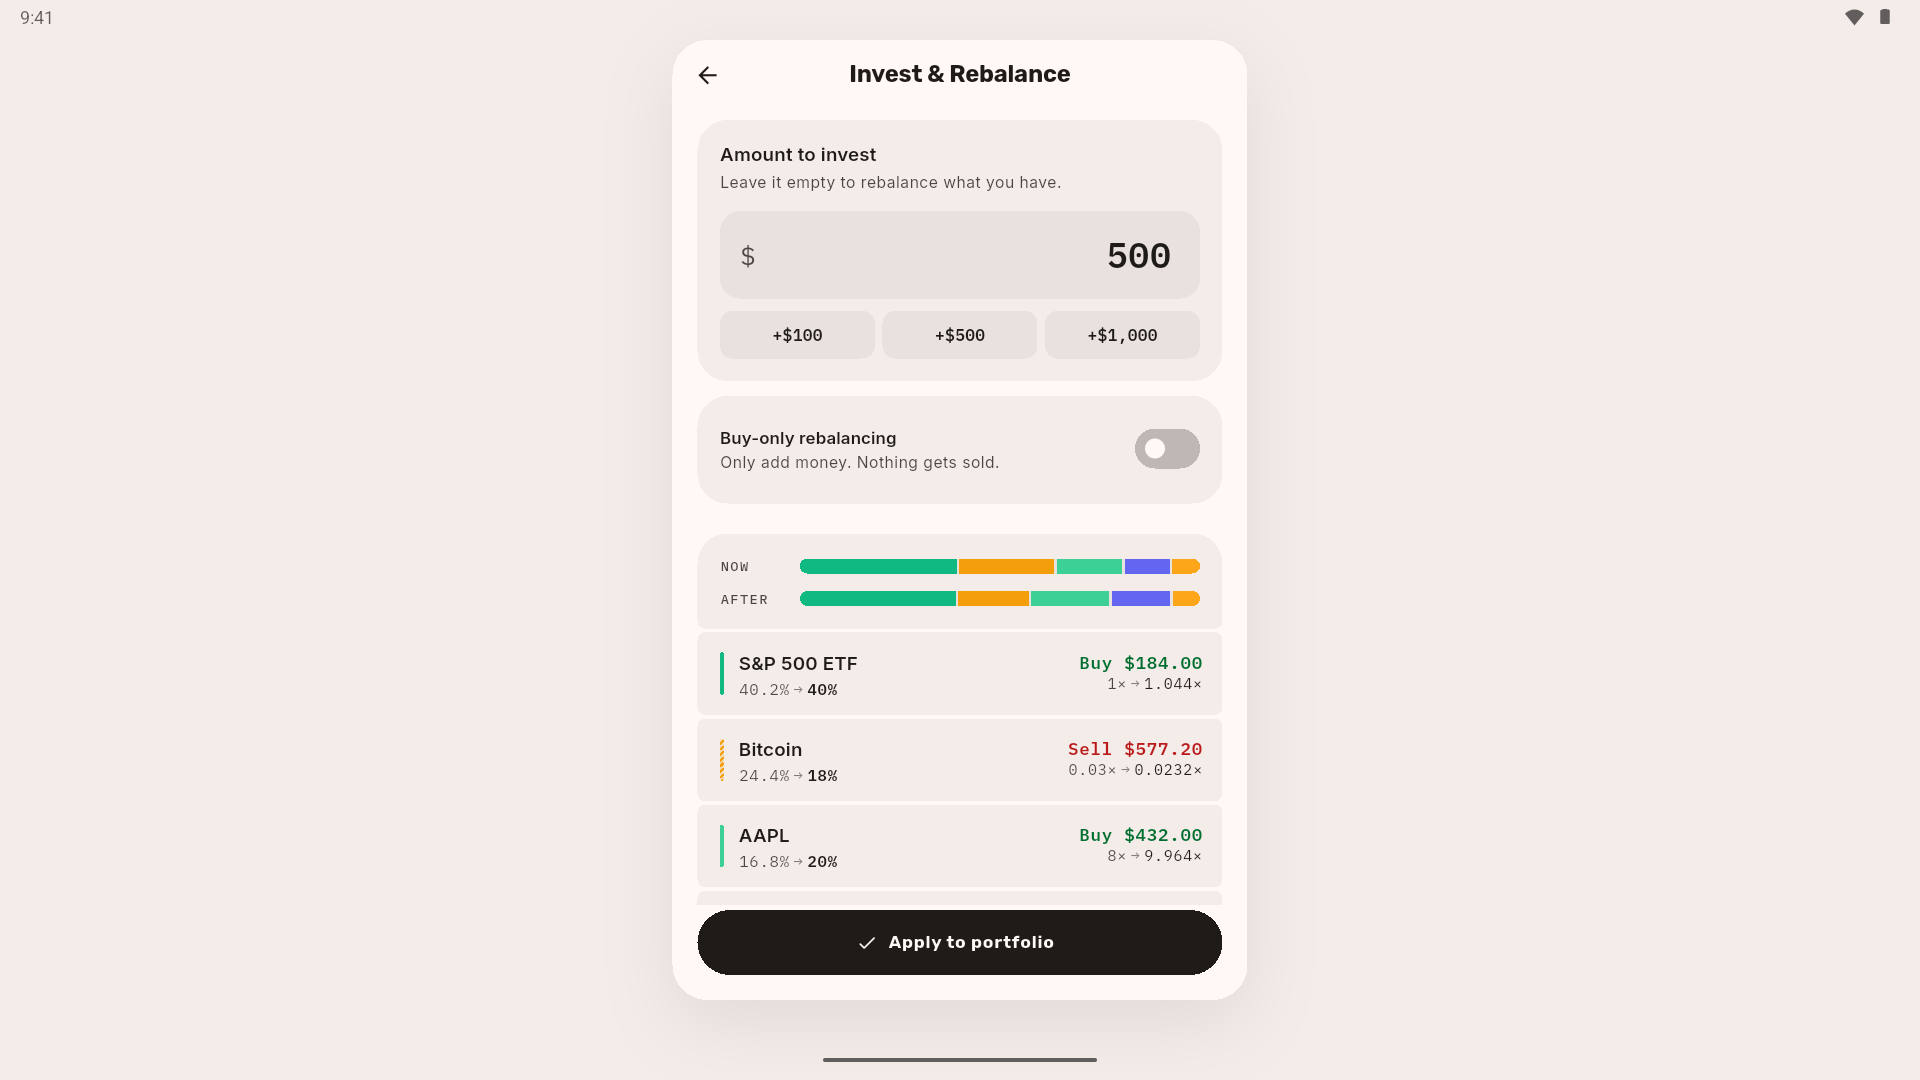 9:41
Invest & Rebalance
Amount to invest
Leave it empty to rebalance what you have.
$ 500
+$100 +$500 +$1,000
Buy-only rebalancing
Only add money. Nothing gets sold.
NOW
AFTER
S&P 500 ETF Buy $184.00
40.2% → 40% 1× → 1.044×
Bitcoin Sell $577.20
24.4% → 18% 0.03× → 0.0232×
AAPL Buy $432.00
16.8% → 20% 8× → 9.964×
Apply to portfolio